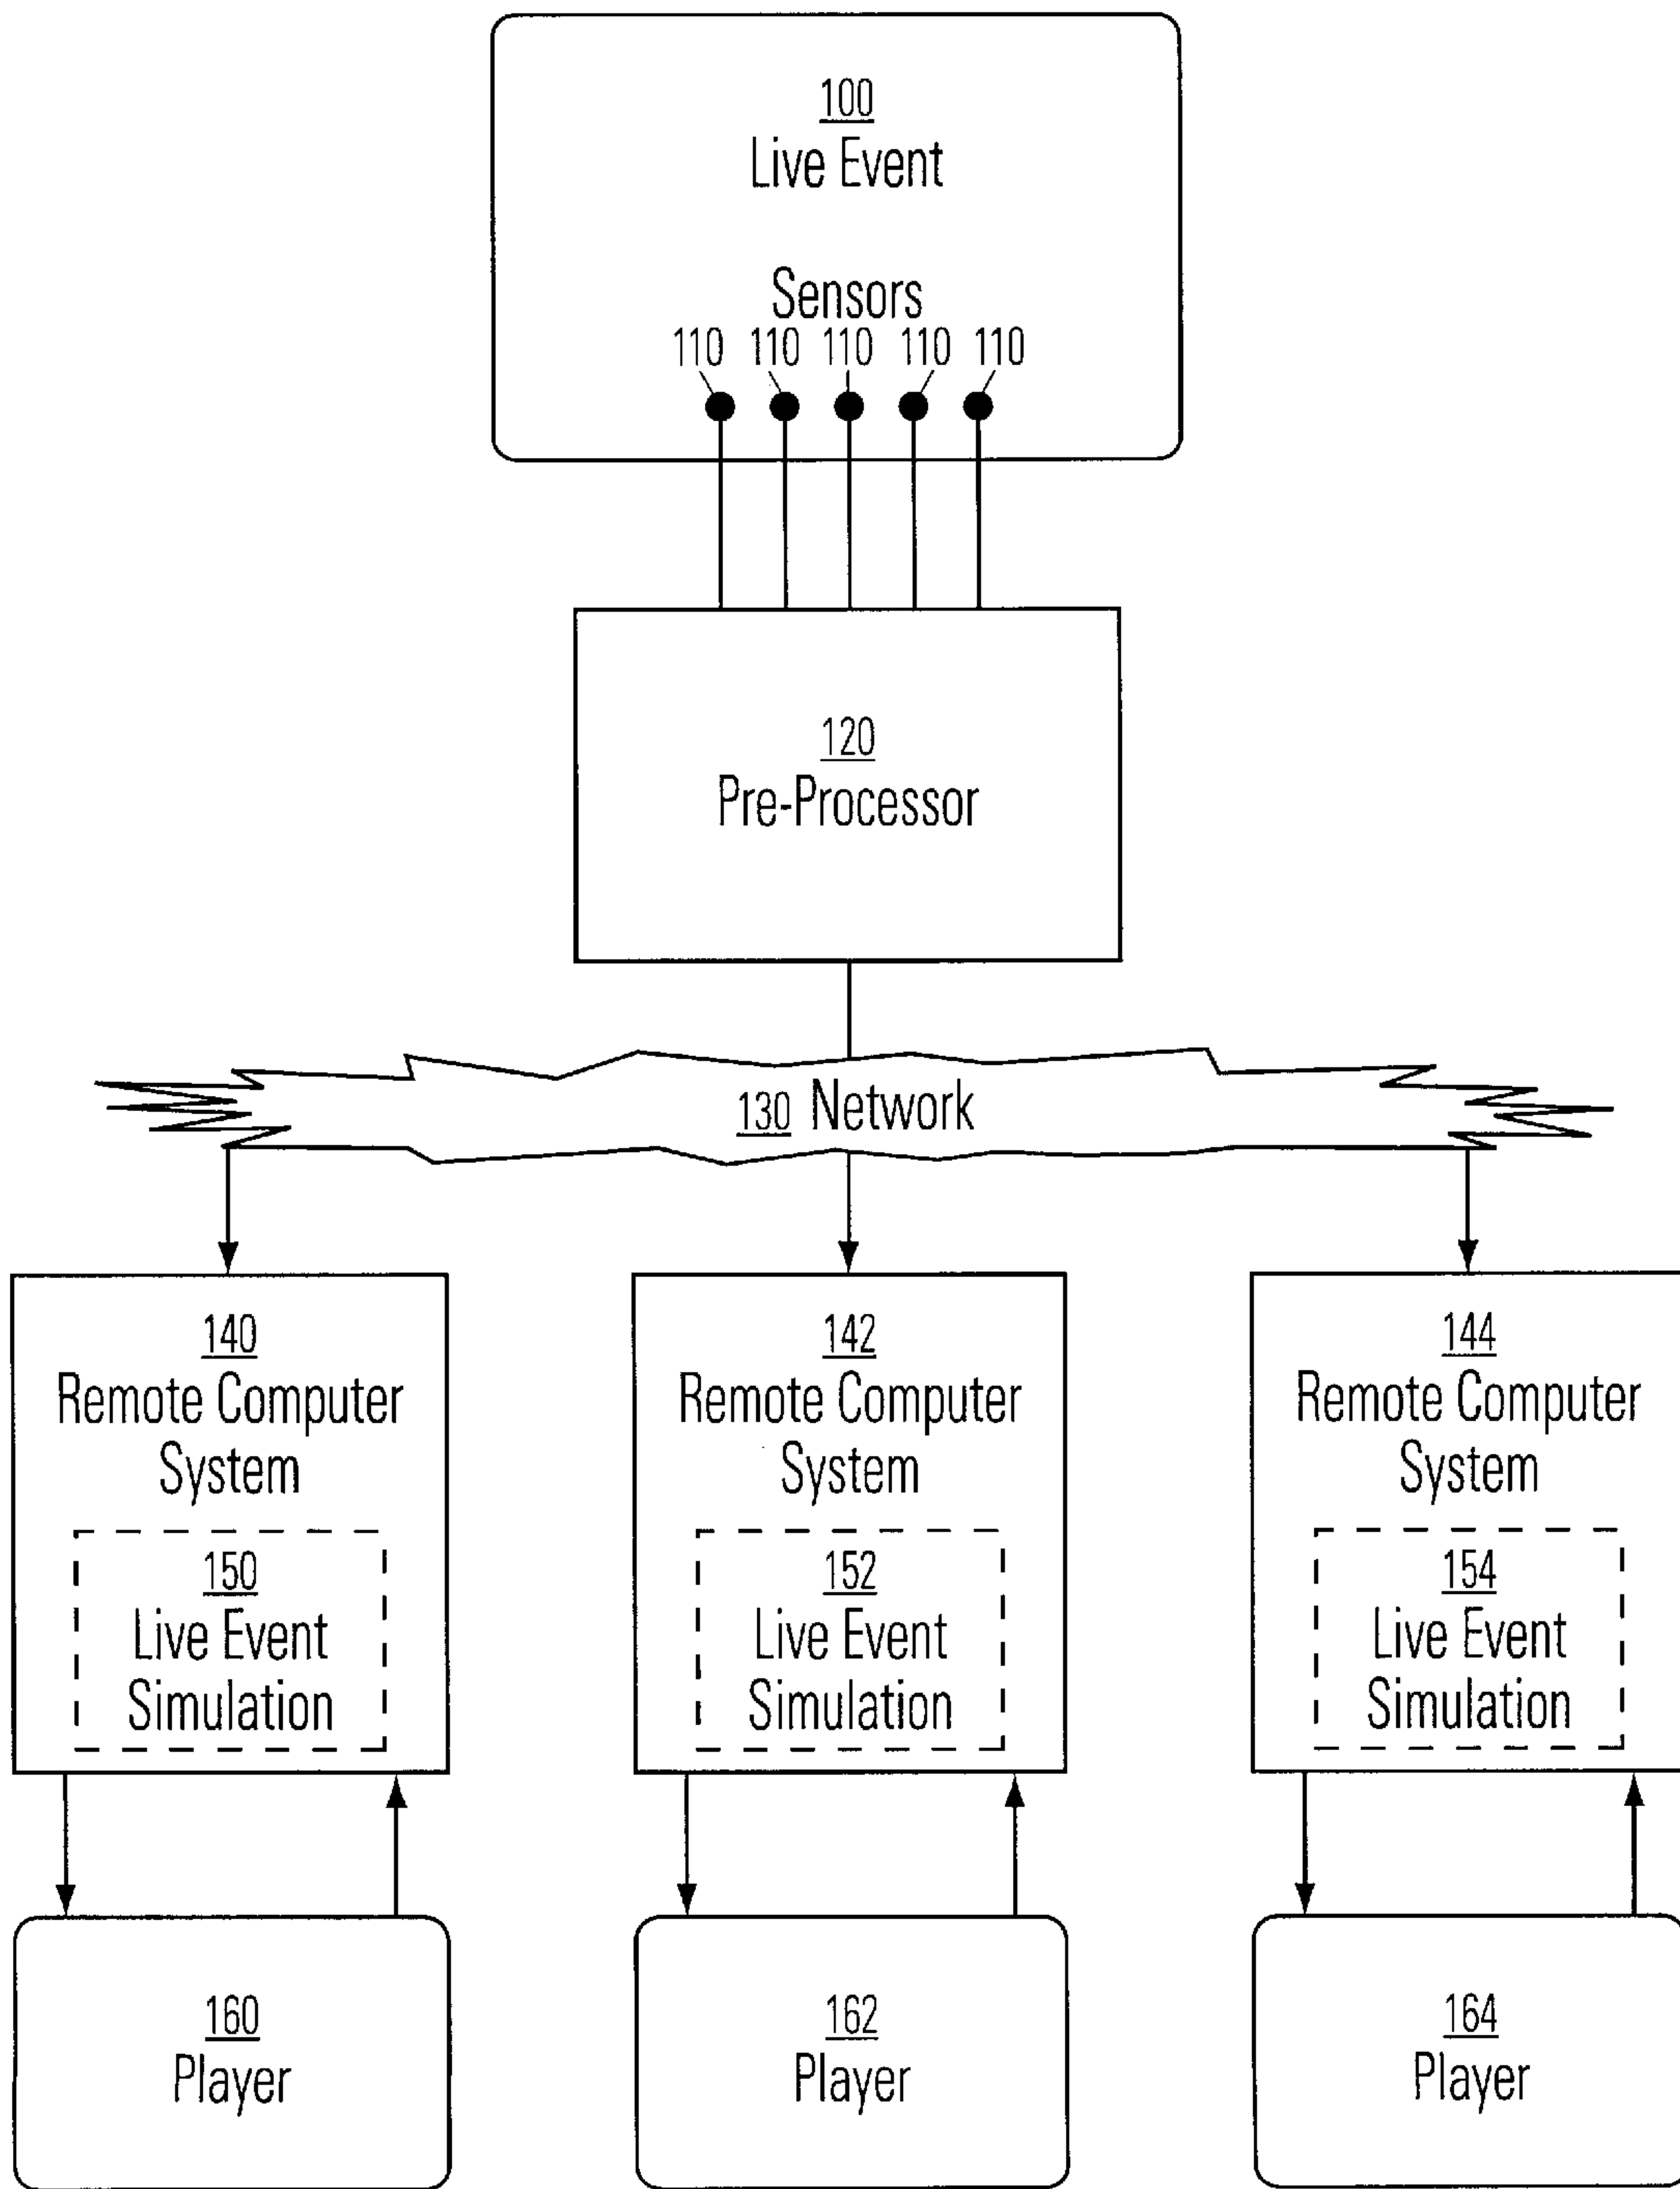 100
Live Event
Sensors
110 110 110 110 110
120
Pre-Processor
130 Network
140
Remote Computer
System
150
Live Event
Simulation
142
Remote Computer
System
152
Live Event
Simulation
144
Remote Computer
System
154
Live Event
Simulation
160
Player
162
Player
164
Player